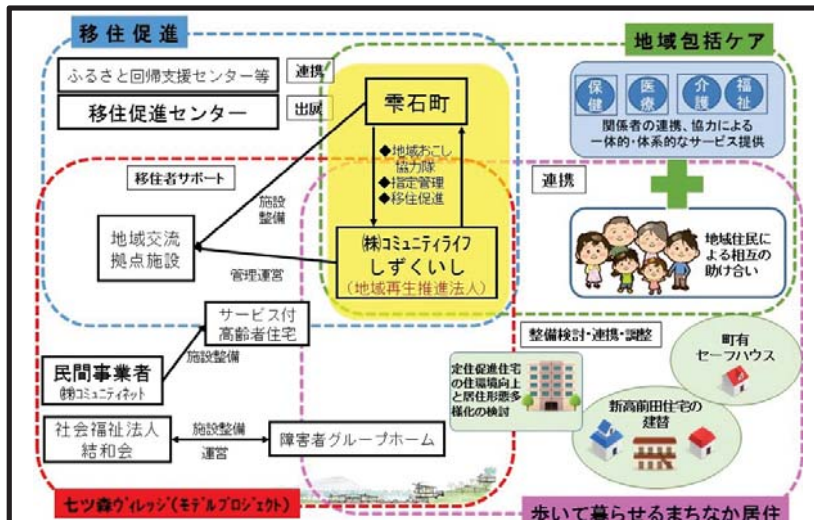 移住促進
地域包括ケア
ふるさと回帰支援センター等
連携
移住促進センター
出展
雫石町
保健
医療
介護
福祉
関係者の連携、協力による
一体的・体系的なサービス提供
◆地域おこし
協力隊
◆指定管理
◆移住促進
移住者サポート
連携
施設
整備
地域交流
拠点施設
管理運営
㈱コミュニティライフ
しずくいし
(地域再生推進法人)
地域住民に
よる相互の
助け合い
サービス付
高齢者住宅
施設整備
整備検討・連携・調整
町有
セーフハウス
民間事業者
㈱コミュニティネット
定住促進住宅
の住環境向上
と居住形態多
様化の検討
新高前田住宅の
建替
社会福祉法人
結和会
施設整備
運営
障害者グループホーム
七ツ森ヴィレッジ(モデルプロジェクト)
歩いて暮らせるまちなか居住